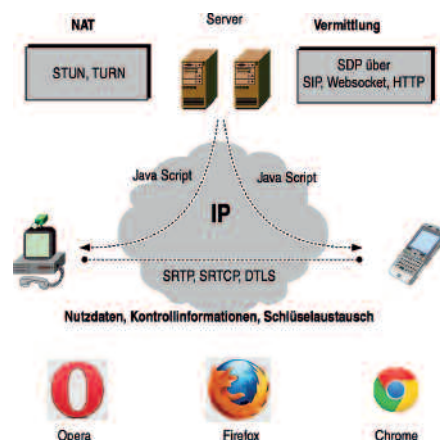 NAT
Server
Vermittlung
STUN, TURN
SDP über
SIP, Websocket, HTTP
Java Script
Java Script
IP
SRTP, SRTCP, DTLS
Nutzdaten, Kontrollinformationen, Schlüselaustausch
Opera
Firefox
Chrome